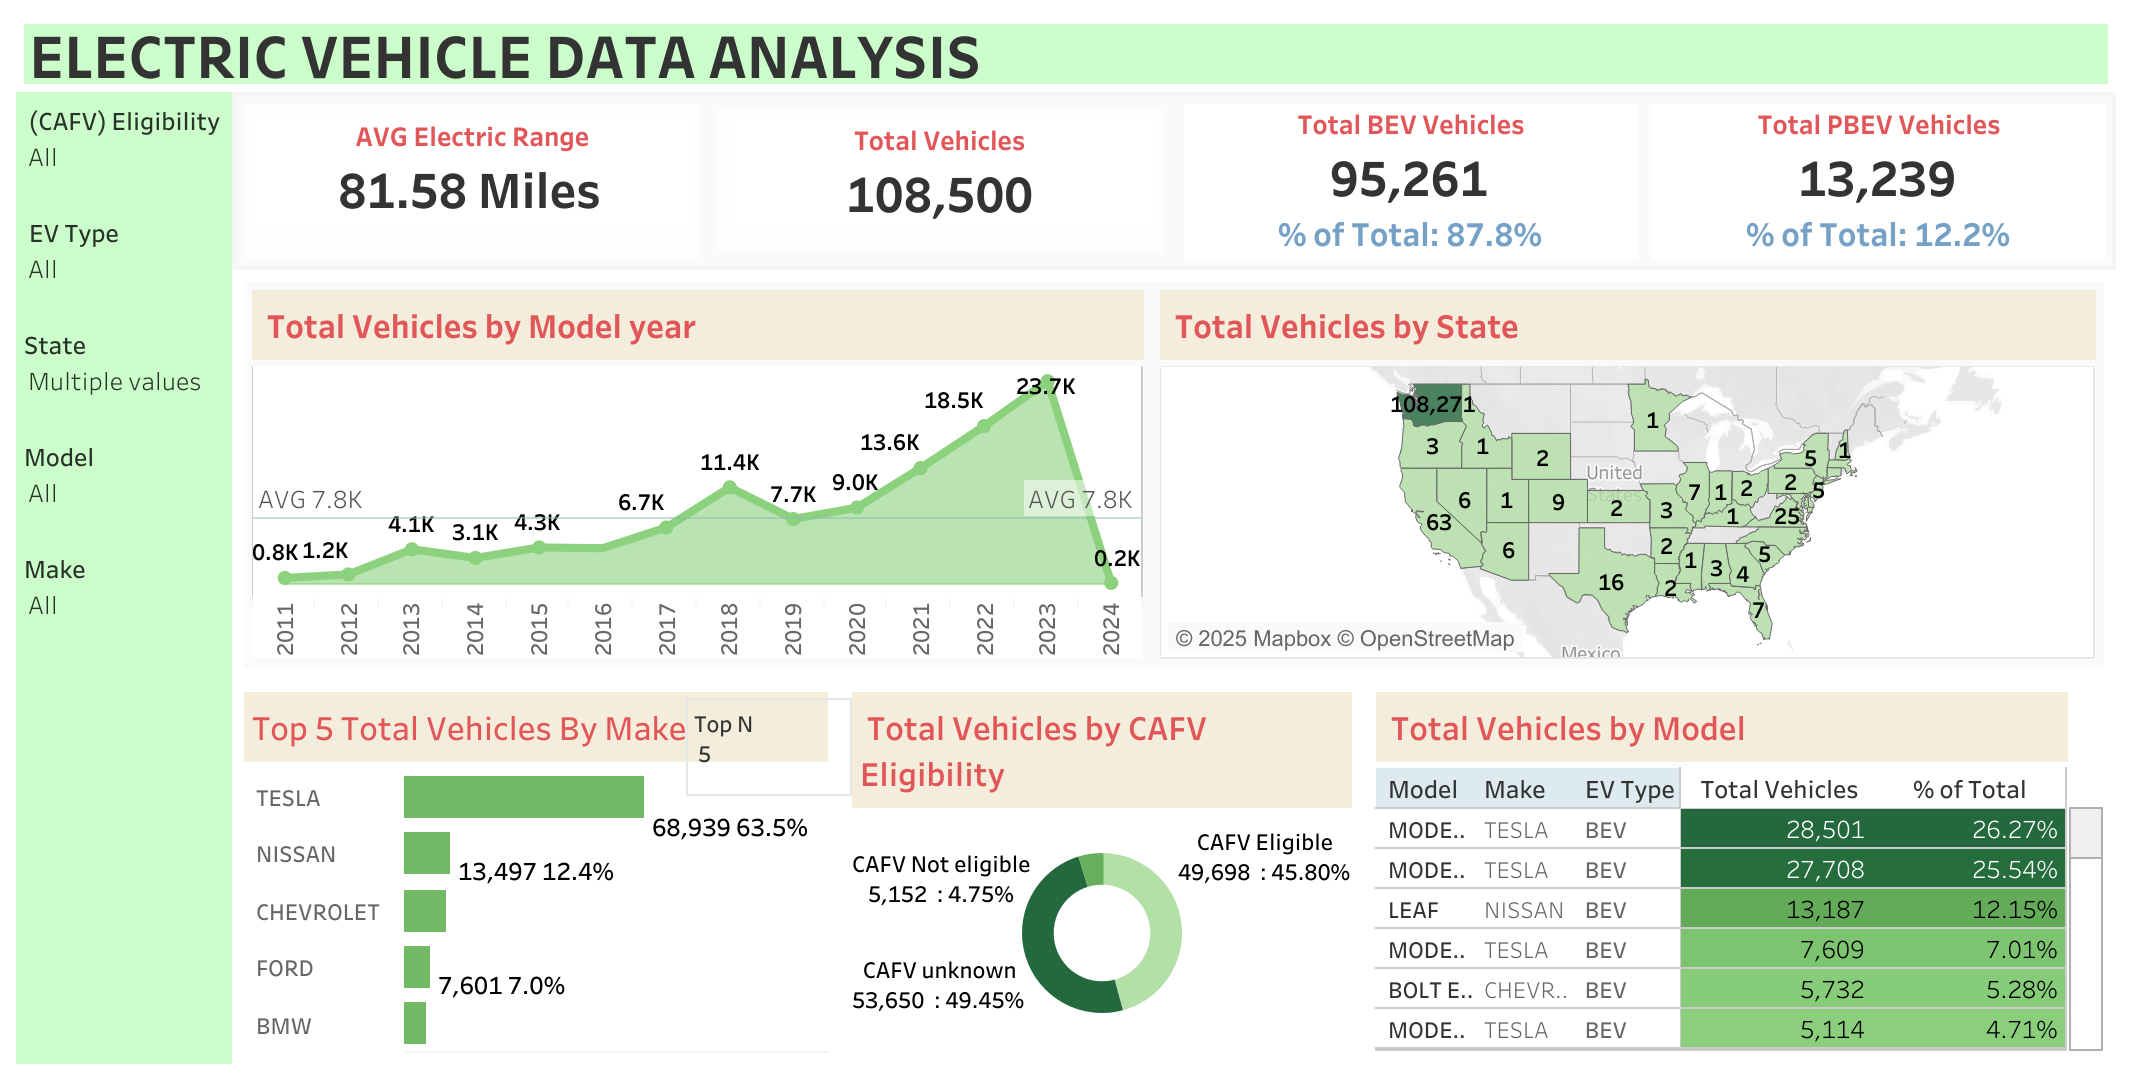 ELECTRIC VEHICLE DATA ANALYSIS
(CAFV) Eligibility
All
EV Type
All
State
Multiple values
Model
All
Make
All
AVG Electric Range
81.58 Miles
Total Vehicles
108,500
Total BEV Vehicles
95,261
% of Total: 87.8%
Total PBEV Vehicles
13,239
% of Total: 12.2%
Total Vehicles by Model year
23.7K
18.5K
13.6K
11.4K
9.0K
7.7K
6.7K
AVG 7.8K
AVG 7.8K
4.1K
3.1K
4.3K
0.8K
1.2K
0.2K
2011
2012
2013
2014
2015
2016
2017
2018
2019
2020
2021
2022
2023
2024
Total Vehicles by State
108,271
1
3
1
2
5
1
United
States
63
6
1
9
2
3
7
1
2
2
5
1
25
6
16
2
2
1
3
4
5
7
© 2025 Mapbox © OpenStreetMap
Mexico
Top 5 Total Vehicles By Make
Top N
5
TESLA
68,939 63.5%
NISSAN
13,497 12.4%
CHEVROLET
FORD
7,601 7.0%
BMW
Total Vehicles by CAFV
Eligibility
CAFV Eligible
49,698 : 45.80%
CAFV Not eligible
5,152 : 4.75%
CAFV unknown
53,650 : 49.45%
Total Vehicles by Model
Model Make EV Type Total Vehicles % of Total
MODE.. TESLA BEV 28,501 26.27%
MODE.. TESLA BEV 27,708 25.54%
LEAF NISSAN BEV 13,187 12.15%
MODE.. TESLA BEV 7,609 7.01%
BOLT E.. CHEVR.. BEV 5,732 5.28%
MODE.. TESLA BEV 5,114 4.71%